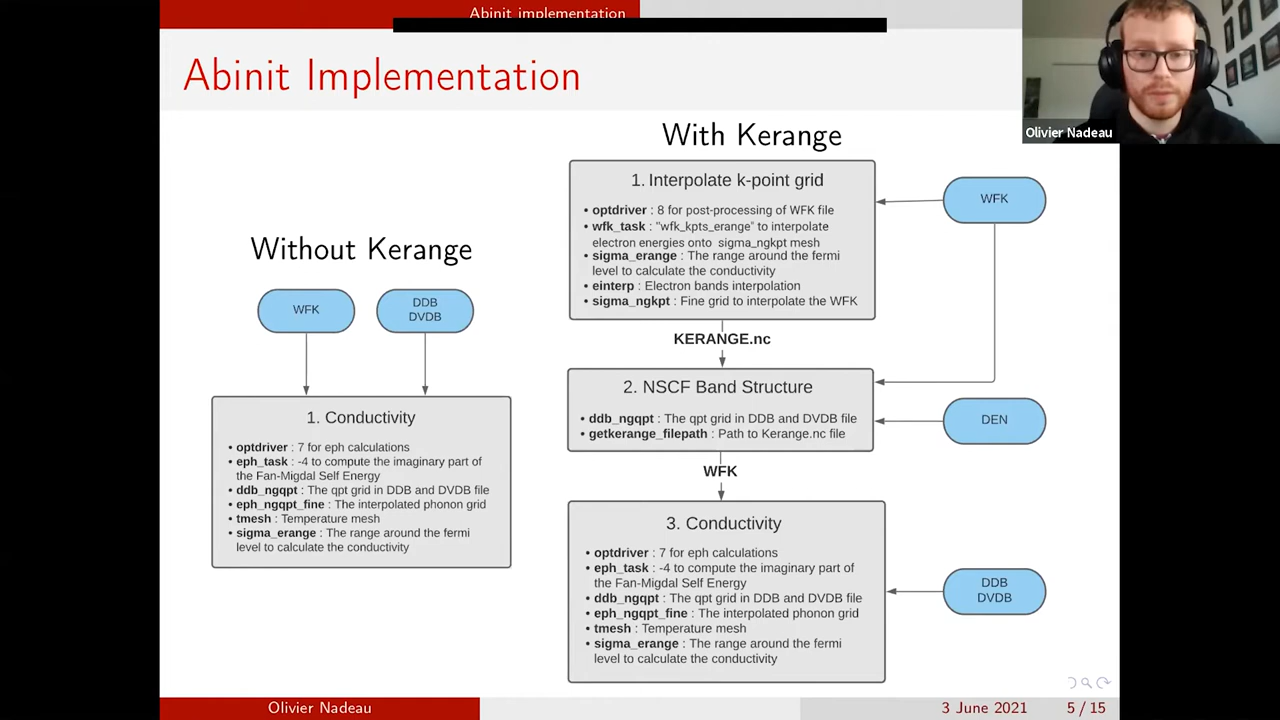 Abinit implementation
Abinit Implementation
Olivier Nadeau
Without Kerange
WFK
DDB
DVDB
1. Conductivity
• optdriver : 7 for eph calculations
• eph_task : -4 to compute the imaginary part of
the Fan-Migdal Self Energy
• ddb_ngqpt : The qpt grid in DDB and DVDB file
• eph_ngqpt_fine : The interpolated phonon grid
• tmesh : Temperature mesh
• sigma_erange : The range around the fermi
level to calculate the conductivity
With Kerange
1. Interpolate k-point grid
• optdriver : 8 for post-processing of WFK file
• wfk_task : "wfk_kpts_erange" to interpolate
electron energies onto sigma_ngkpt mesh
• sigma_erange : The range around the fermi
level to calculate the conductivity
• einterp : Electron bands interpolation
• sigma_ngkpt : Fine grid to interpolate the WFK
WFK
KERANGE.nc
2. NSCF Band Structure
• ddb_ngqpt : The qpt grid in DDB and DVDB file
• getkerange_filepath : Path to Kerange.nc file
DEN
WFK
3. Conductivity
• optdriver : 7 for eph calculations
• eph_task : -4 to compute the imaginary part of
the Fan-Migdal Self Energy
• ddb_ngqpt : The qpt grid in DDB and DVDB file
• eph_ngqpt_fine : The interpolated phonon grid
• tmesh : Temperature mesh
• sigma_erange : The range around the fermi
level to calculate the conductivity
DDB
DVDB
Olivier Nadeau
3 June 2021
5 / 15